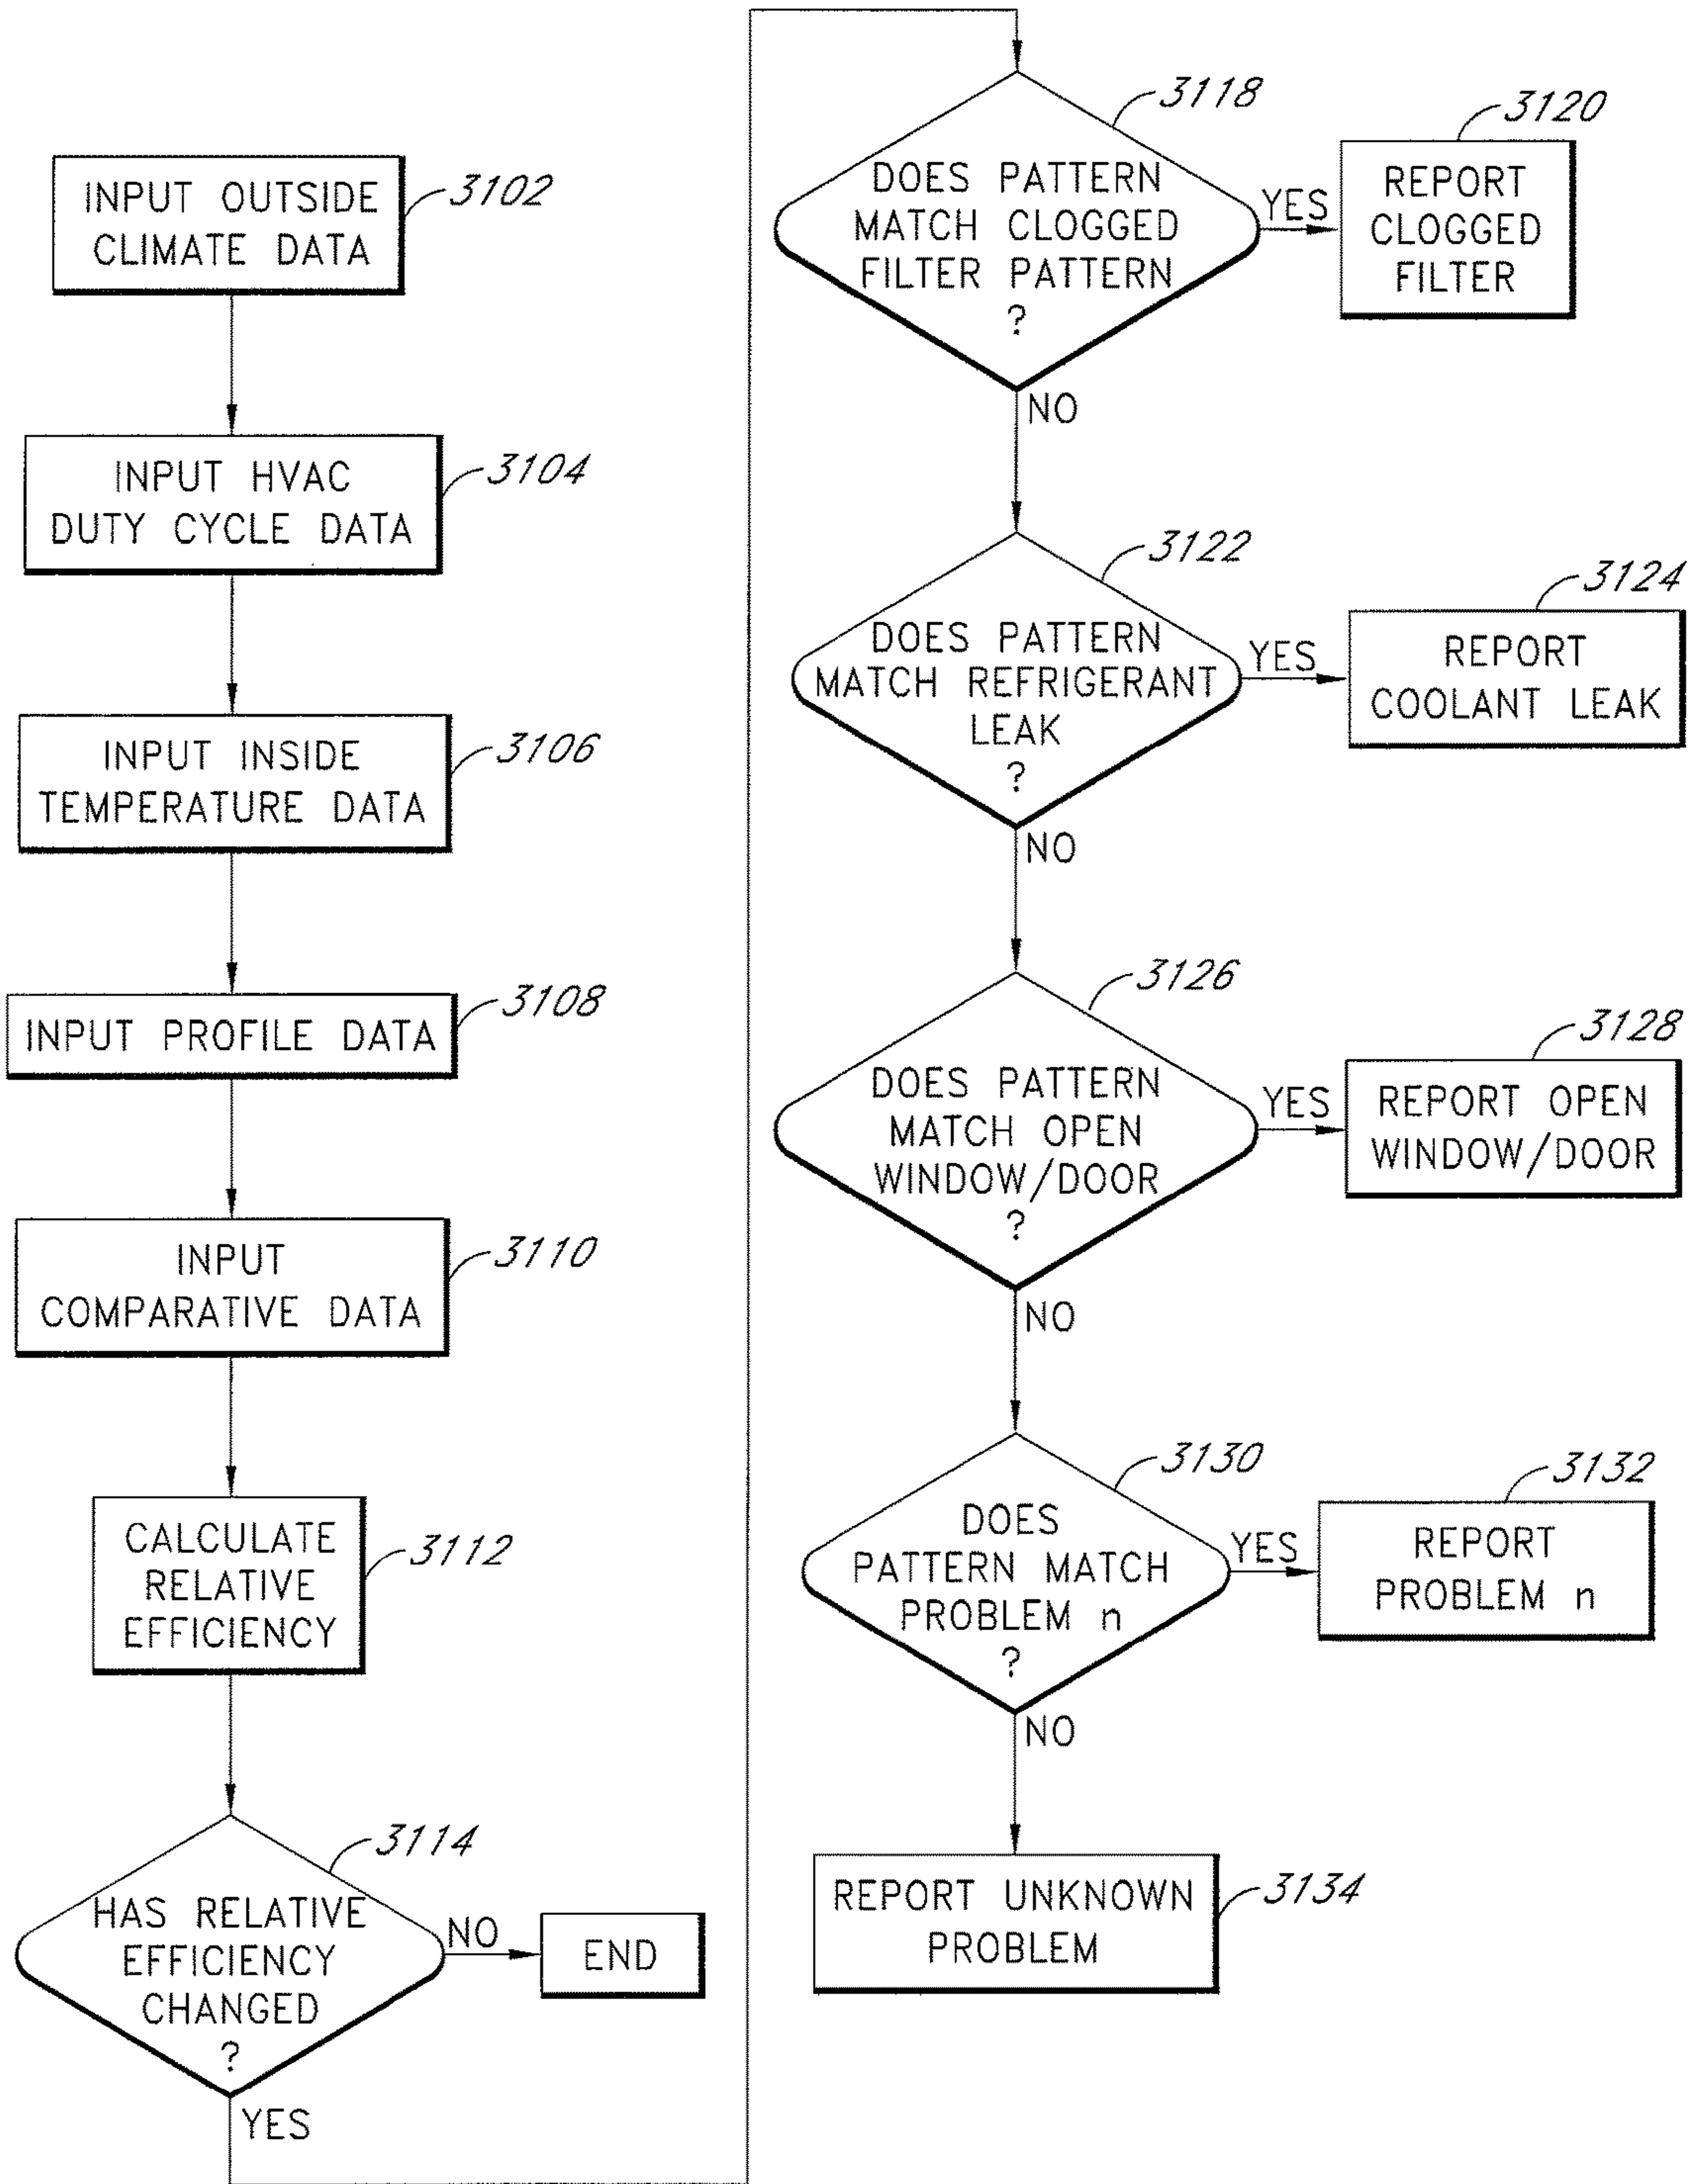 INPUT OUTSIDE
CLIMATE DATA
3102
INPUT HVAC
DUTY CYCLE DATA
3104
INPUT INSIDE
TEMPERATURE DATA
3106
INPUT PROFILE DATA
3108
INPUT
COMPARATIVE DATA
3110
CALCULATE
RELATIVE
EFFICIENCY
3112
3114
HAS RELATIVE
EFFICIENCY
CHANGED
?
NO
END
YES
3118
DOES PATTERN
MATCH CLOGGED
FILTER PATTERN
?
YES
3120
REPORT
CLOGGED
FILTER
NO
3122
DOES PATTERN
MATCH REFRIGERANT
LEAK
?
YES
3124
REPORT
COOLANT LEAK
NO
3126
DOES PATTERN
MATCH OPEN
WINDOW/DOOR
?
YES
3128
REPORT OPEN
WINDOW/DOOR
NO
3130
DOES
PATTERN MATCH
PROBLEM n
?
YES
3132
REPORT
PROBLEM n
NO
REPORT UNKNOWN
PROBLEM
3134